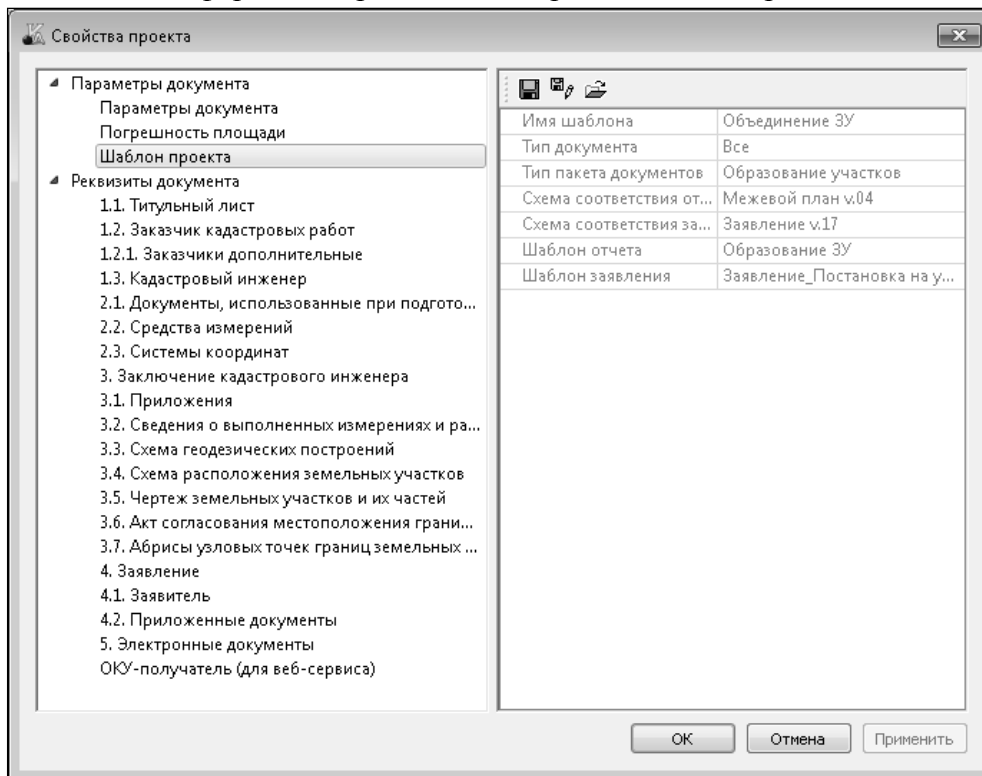 Свойства проекта
Параметры документа
Параметры документа
Погрешность площади
Шаблон проекта
Реквизиты документа
1.1. Титульный лист
1.2. Заказчик кадастровых работ
1.2.1. Заказчики дополнительные
1.3. Кадастровый инженер
2.1. Документы, использованные при подгото...
2.2. Средства измерений
2.3. Системы координат
3. Заключение кадастрового инженера
3.1. Приложения
3.2. Сведения о выполненных измерениях и ра...
3.3. Схема геодезических построений
3.4. Схема расположения земельных участков
3.5. Чертеж земельных участков и их частей
3.6. Акт согласования местоположения грани...
3.7. Абрисы узловых точек границ земельных ...
4. Заявление
4.1. Заявитель
4.2. Приложенные документы
5. Электронные документы
ОКУ-получатель (для веб-сервиса)
Имя шаблона Объединение ЗУ
Тип документа Все
Тип пакета документов Образование участков
Схема соответствия от... Межевой план v.04
Схема соответствия за... Заявление v.17
Шаблон отчета Образование ЗУ
Шаблон заявления Заявление_Постановка на у...
ОК Отмена Применить